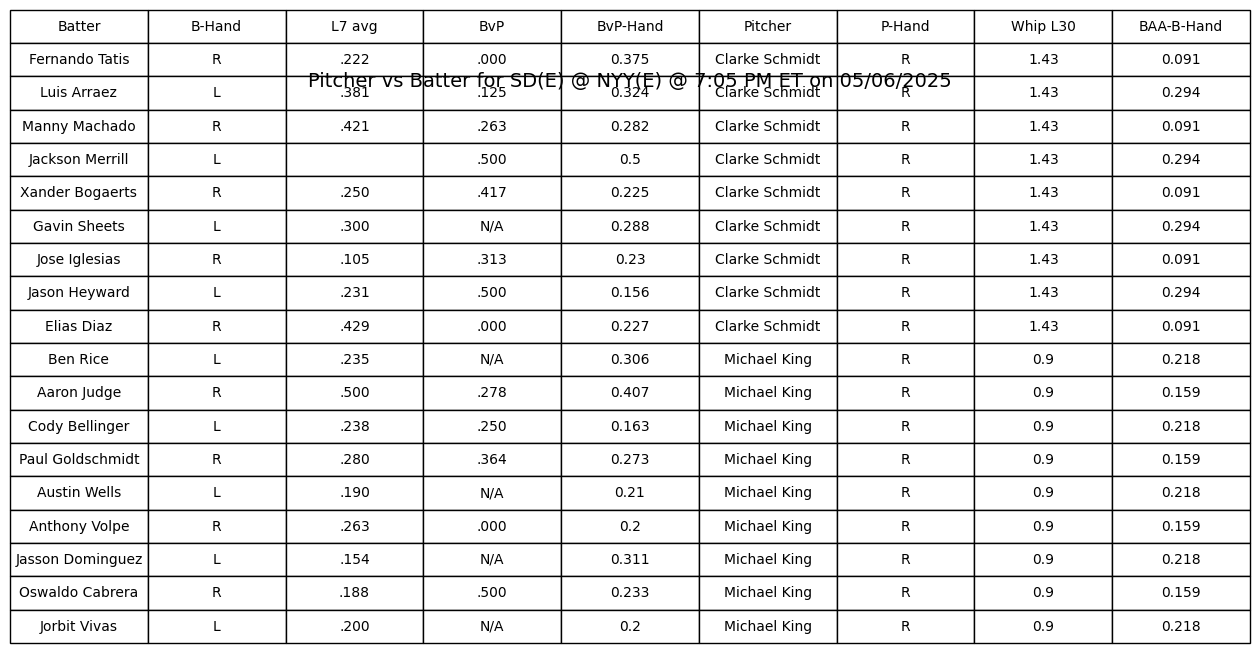 Batter B-Hand L7 avg BvP BvP-Hand Pitcher P-Hand Whip L30 BAA-B-Hand
Fernando Tatis R .222 .000 0.375 Clarke Schmidt R 1.43 0.091
Pitcher vs Batter for SD(E) @ NYY(E) @ 7:05 PM ET on 05/06/2025
Luis Arraez L .381 .125 0.324 Clarke Schmidt R 1.43 0.294
Manny Machado R .421 .263 0.282 Clarke Schmidt R 1.43 0.091
Jackson Merrill L .500 0.5 Clarke Schmidt R 1.43 0.294
Xander Bogaerts R .250 .417 0.225 Clarke Schmidt R 1.43 0.091
Gavin Sheets L .300 N/A 0.288 Clarke Schmidt R 1.43 0.294
Jose Iglesias R .105 .313 0.23 Clarke Schmidt R 1.43 0.091
Jason Heyward L .231 .500 0.156 Clarke Schmidt R 1.43 0.294
Elias Diaz R .429 .000 0.227 Clarke Schmidt R 1.43 0.091
Ben Rice L .235 N/A 0.306 Michael King R 0.9 0.218
Aaron Judge R .500 .278 0.407 Michael King R 0.9 0.159
Cody Bellinger L .238 .250 0.163 Michael King R 0.9 0.218
Paul Goldschmidt R .280 .364 0.273 Michael King R 0.9 0.159
Austin Wells L .190 N/A 0.21 Michael King R 0.9 0.218
Anthony Volpe R .263 .000 0.2 Michael King R 0.9 0.159
Jasson Dominguez L .154 N/A 0.311 Michael King R 0.9 0.218
Oswaldo Cabrera R .188 .500 0.233 Michael King R 0.9 0.159
Jorbit Vivas L .200 N/A 0.2 Michael King R 0.9 0.218